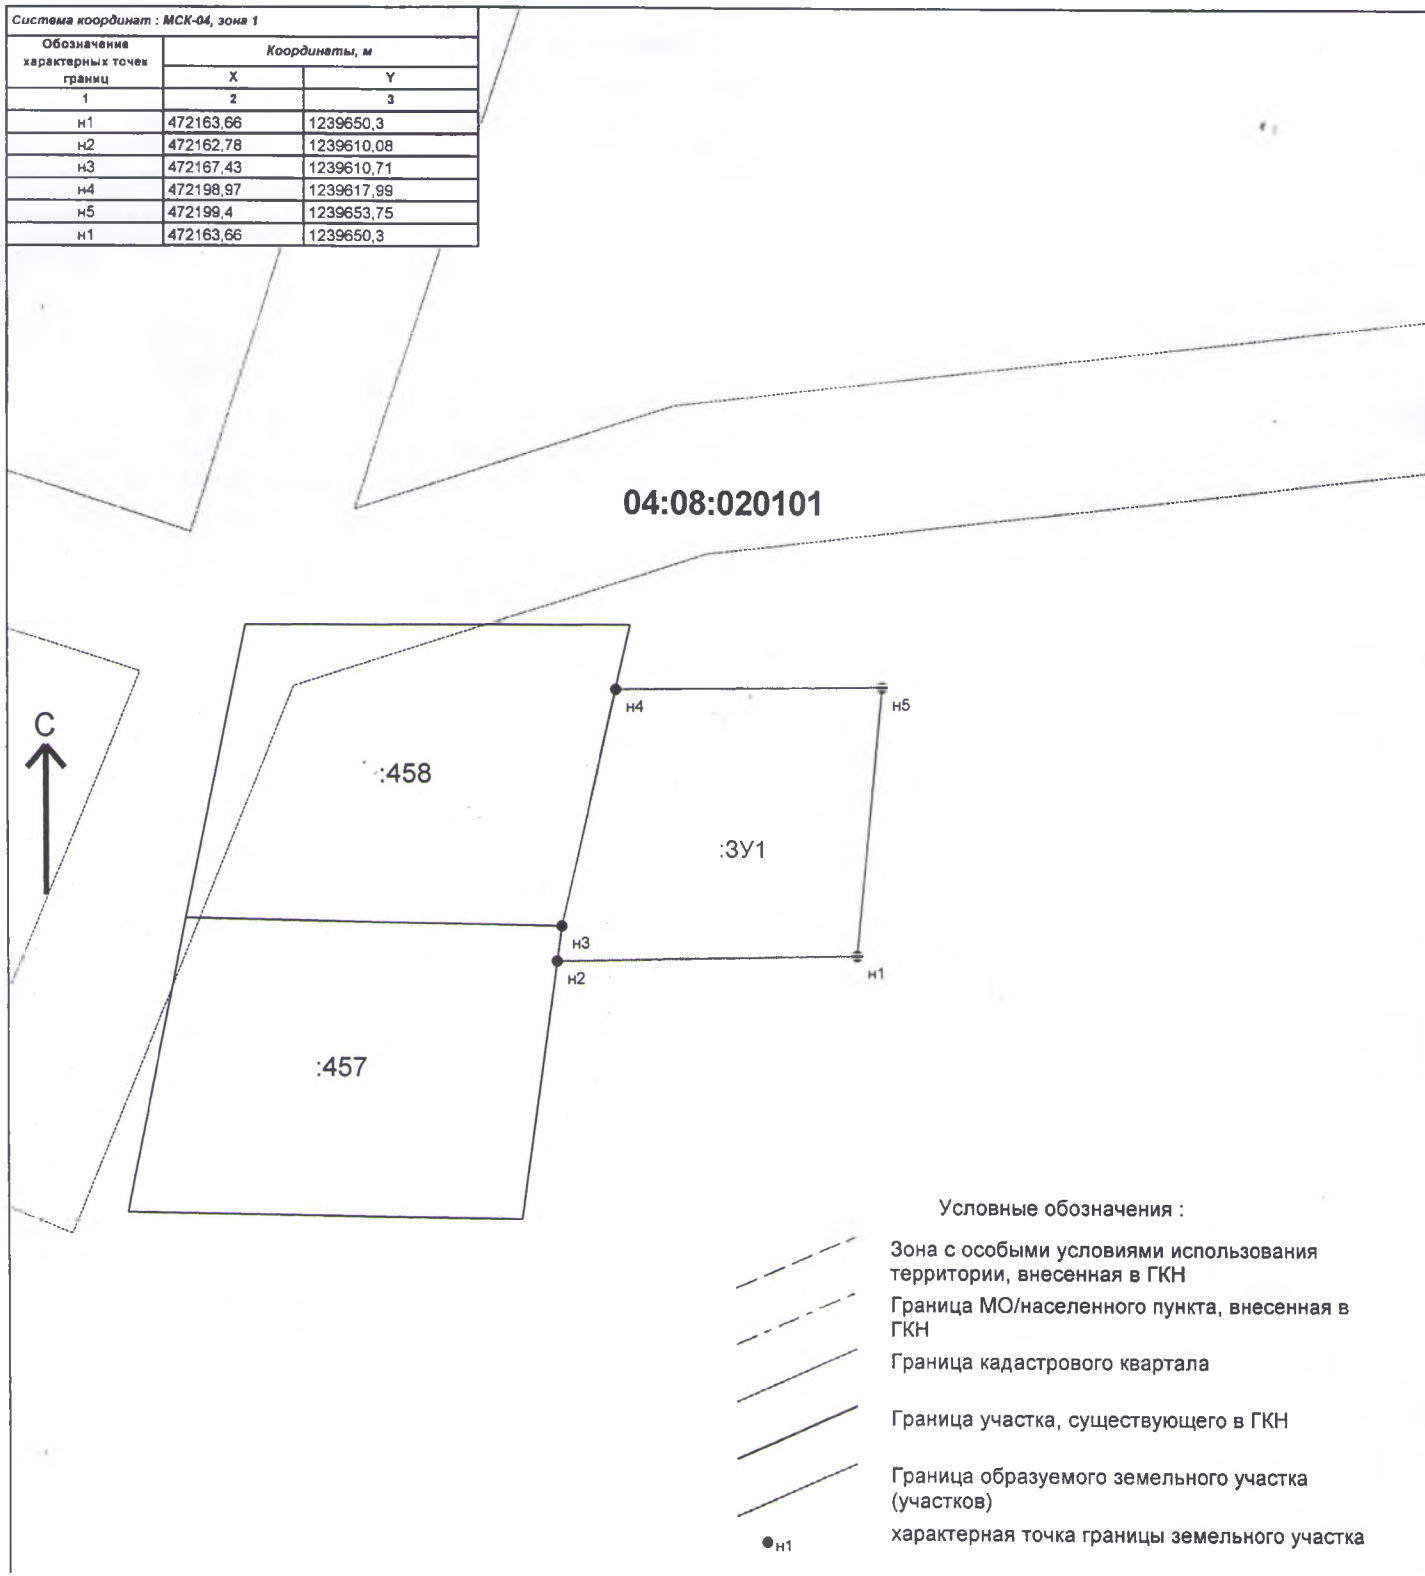 Система координат : МСК-04, зона 1
Обозначение характерных точек границ
Координаты, м
X Y
1 2 3
н1 472163,66 1239650,3
н2 472162,78 1239610,08
н3 472167,43 1239610,71
н4 472198,97 1239617,99
н5 472199,4 1239653,75
н1 472163,66 1239650,3
04:08:020101
С
н4
н5
:458
:ЗУ1
н3
н2
н1
:457
Условные обозначения :
Зона с особыми условиями использования
территории, внесенная в ГКН
Граница МО/населенного пункта, внесенная в
ГКН
Граница кадастрового квартала
Граница участка, существующего в ГКН
Граница образуемого земельного участка
(участков)
н1 характерная точка границы земельного участка